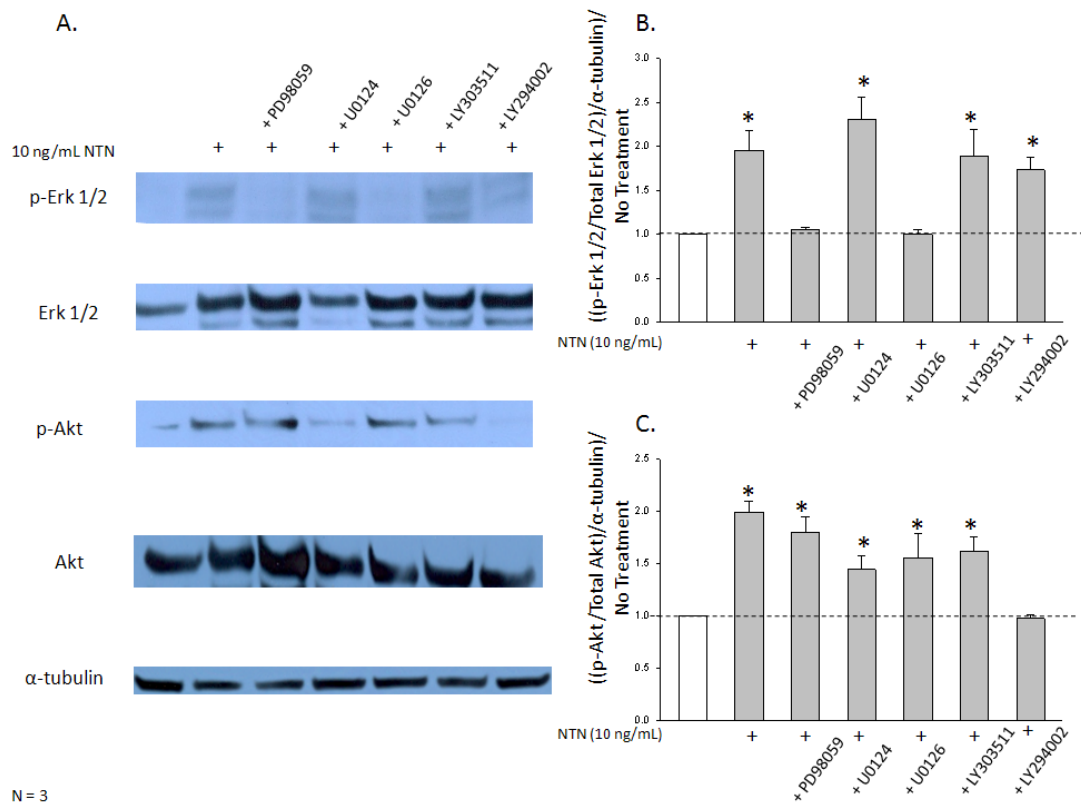 A.
+ PD98059
+ U0124
+ U0126
+ LY303511
+ LY294002
10 ng/mL NTN + + + + + +
p-Erk 1/2
Erk 1/2
p-Akt
Akt
α-tubulin
N = 3
B.
((p-Erk 1/2/Total Erk 1/2)/α-tubulin)/
No Treatment
3.0
2.5
2.0
1.5
1.0
0.5
0.0
* * * *
NTN (10 ng/mL) + + + + + +
+ PD98059
+ U0124
+ U0126
+ LY303511
+ LY294002
C.
((p-Akt/Total Akt)/α-tubulin)/
No Treatment
2.5
2.0
1.5
1.0
0.5
0.0
* * * * *
NTN (10 ng/mL) + + + + + +
+ PD98059
+ U0124
+ U0126
+ LY303511
+ LY294002